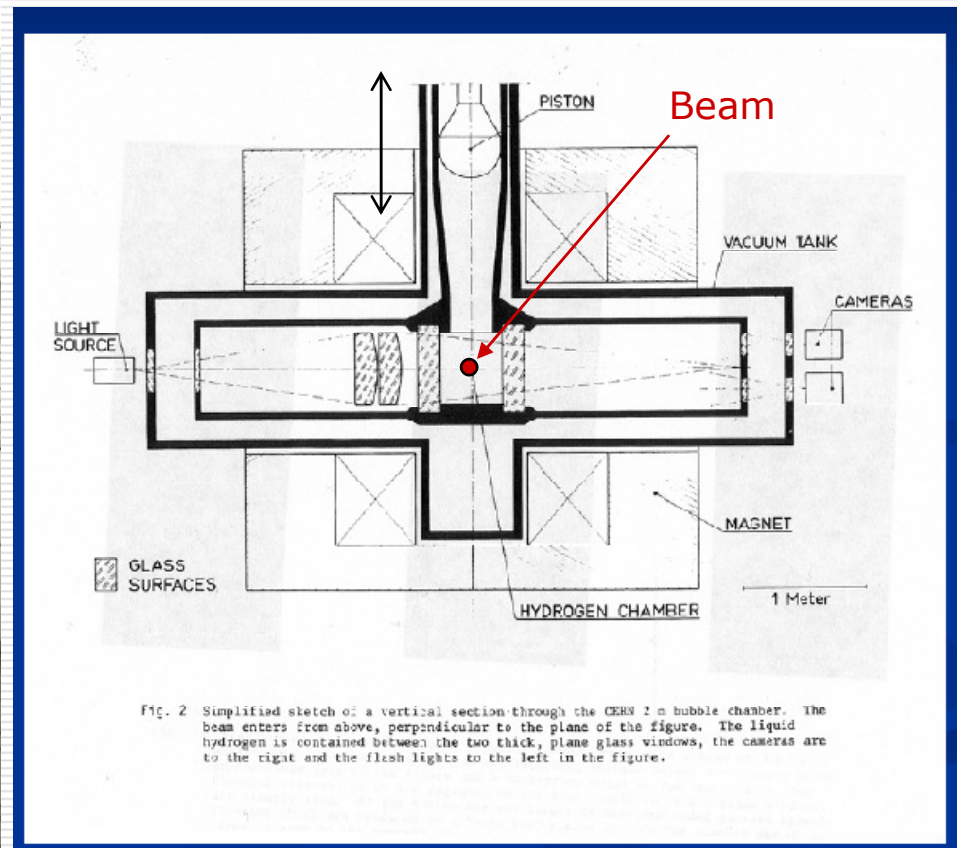 PISTON
Beam
VACUUM TANK
CAMERAS
LIGHT
SOURCE
MAGNET
GLASS
SURFACES
1 Meter
HYDROGEN CHAMBER
Fig. 2 Simplified sketch of a vertical section through the CERN 2 m bubble chamber. The
beam enters from above, perpendicular to the plane of the figure. The liquid
hydrogen is contained between the two thick, plane glass windows, the cameras are
to the right and the flash lights to the left in the figure.